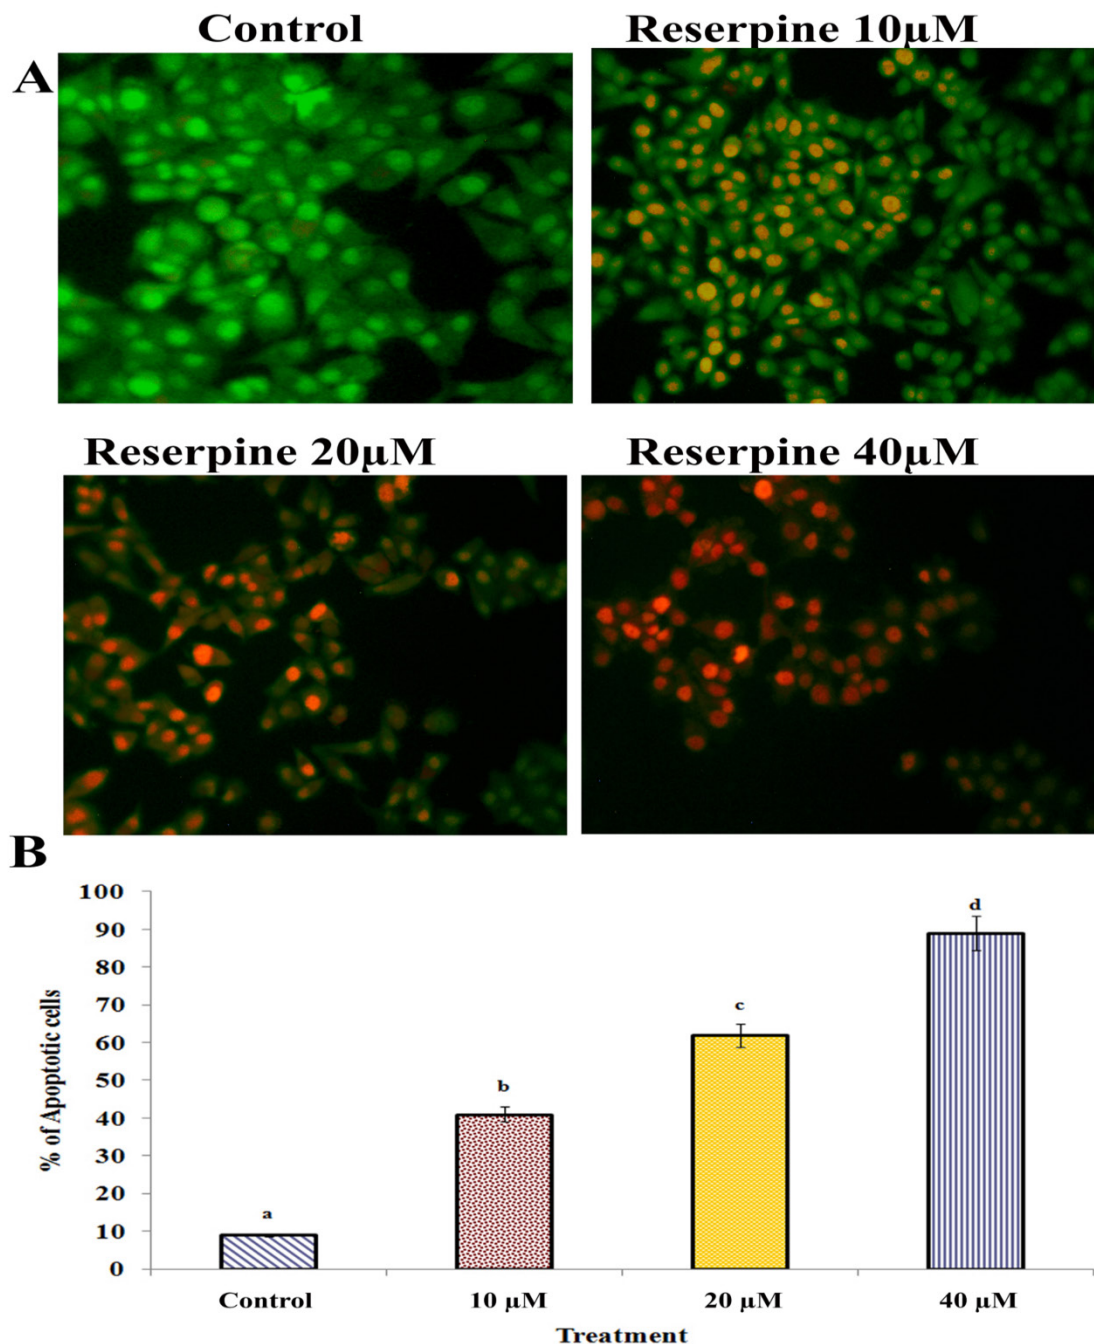 Control
Reserpine 10μM
A
Reserpine 20μM
Reserpine 40μM
B
% of Apoptotic cells
100
90
80
70
60
50
40
30
20
10
0
a
b
c
d
Control
10 μM
20 μM
40 μM
Treatment